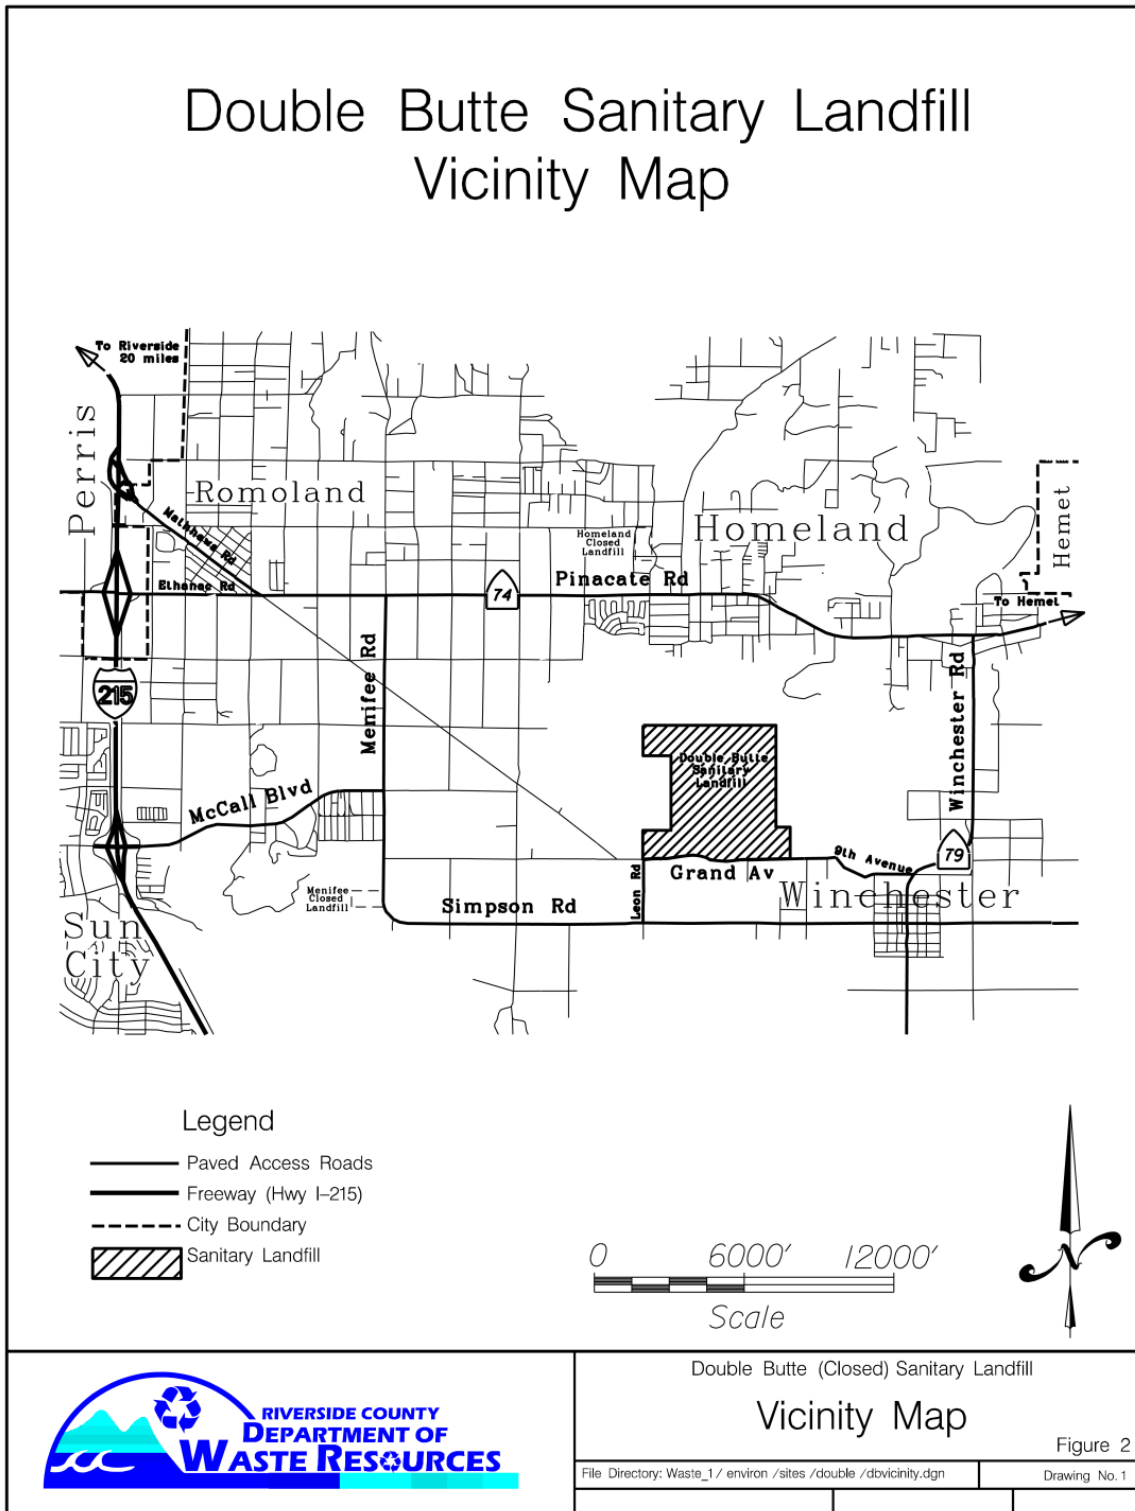 Double Butte Sanitary Landfill
Vicinity Map
To Riverside
20 miles
Perris
Romoland
Matthews Rd
Ethanac Rd
Homeland
Closed
Landfill
Homeland
Hemet
Pinacate Rd
74
To Hemet
215
Menifee Rd
Winchester Rd
Double Butte
Sanitary
Landfill
McCall Blvd
79
9th Avenue
Grand Av
Leon Rd
Winchester
Menifee
Closed
Landfill
Simpson Rd
Sun
City
Legend
Paved Access Roads
Freeway (Hwy I-215)
City Boundary
Sanitary Landfill
0 6000' 12000'
Scale
N
RIVERSIDE COUNTY
DEPARTMENT OF
WASTE RESOURCES
Double Butte (Closed) Sanitary Landfill
Vicinity Map
Figure 2
File Directory: Waste_1/ environ /sites /double /dbvicinity.dgn
Drawing No. 1